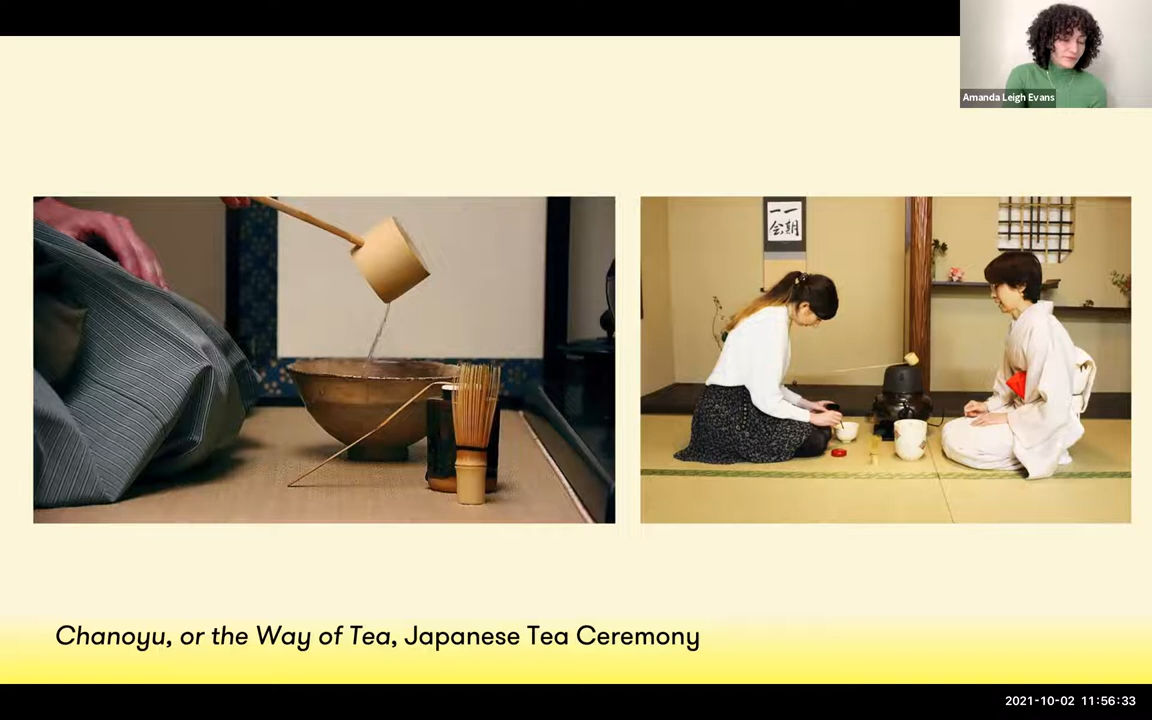 Amanda Leigh Evans
一期
一会
Chanoyu, or the Way of Tea, Japanese Tea Ceremony
2021-10-02 11:56:33